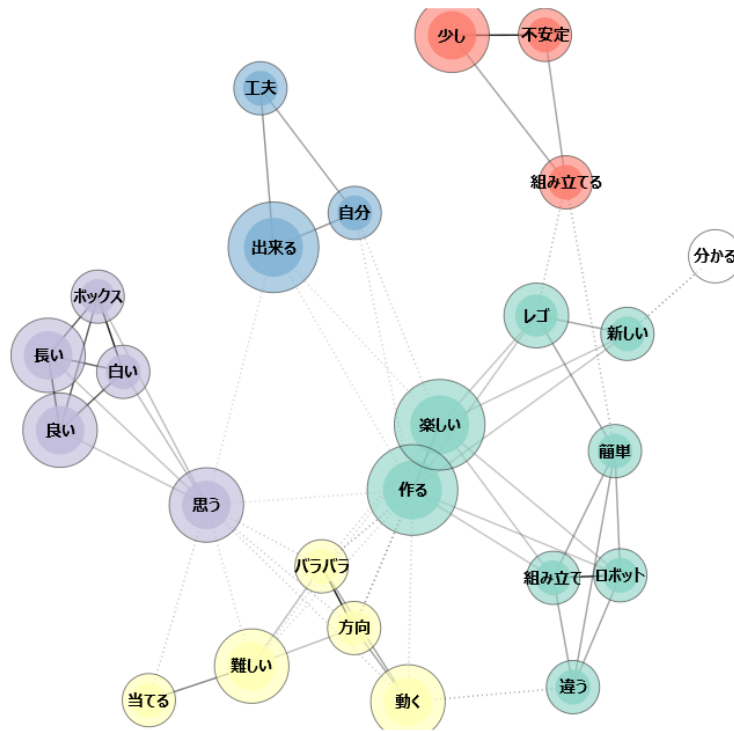 少し
不安定
工夫
組み立てる
自分
出来る
分かる
ボックス
レゴ
新しい
長い
白い
楽しい
良い
簡単
作る
思う
バラバラ
組み立て
ロボット
方向
難しい
違う
当てる
動く